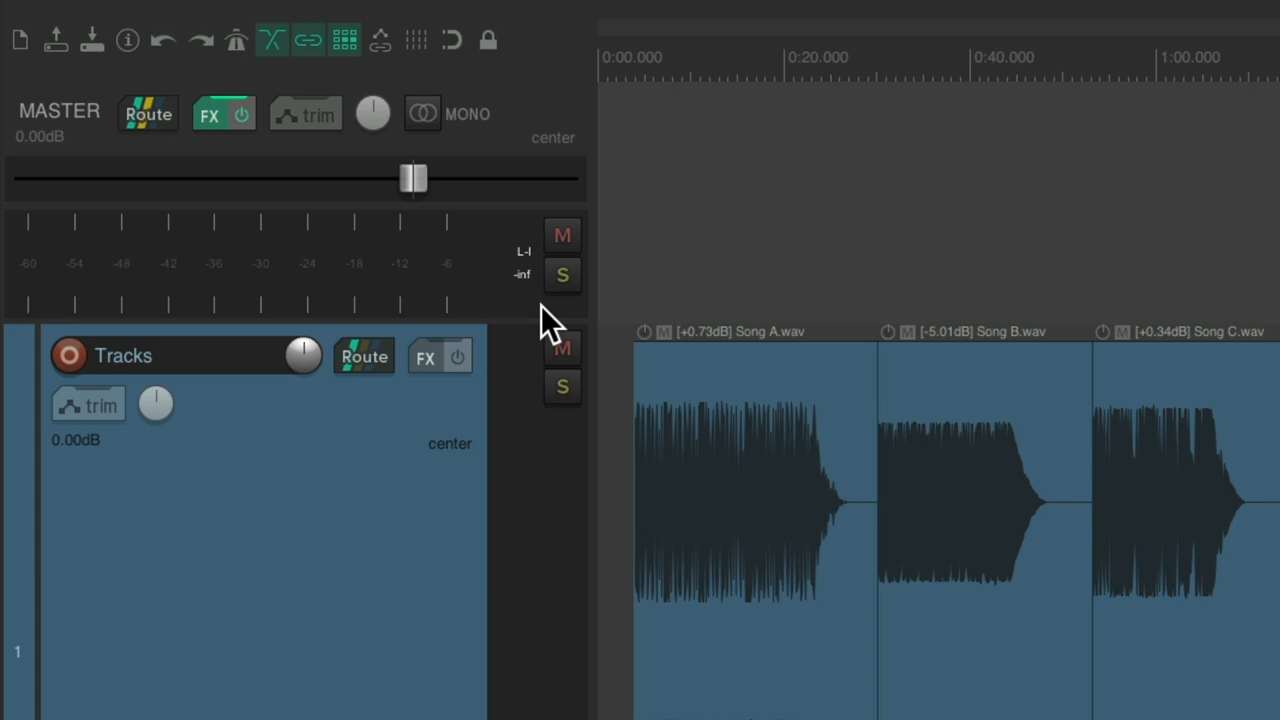 0:00.000 0:20.000 0:40.000 1:00.000
MASTER Route FX trim MONO
0.00dB center
M
L-I
-60 -54 -48 -42 -36 -30 -24 -18 -12 -6
-inf S
[+0.73dB] Song A.wav M [-5.01dB] Song B.wav M [+0.34dB] Song C.wav M
Tracks Route FX M
trim S
0.00dB center
1